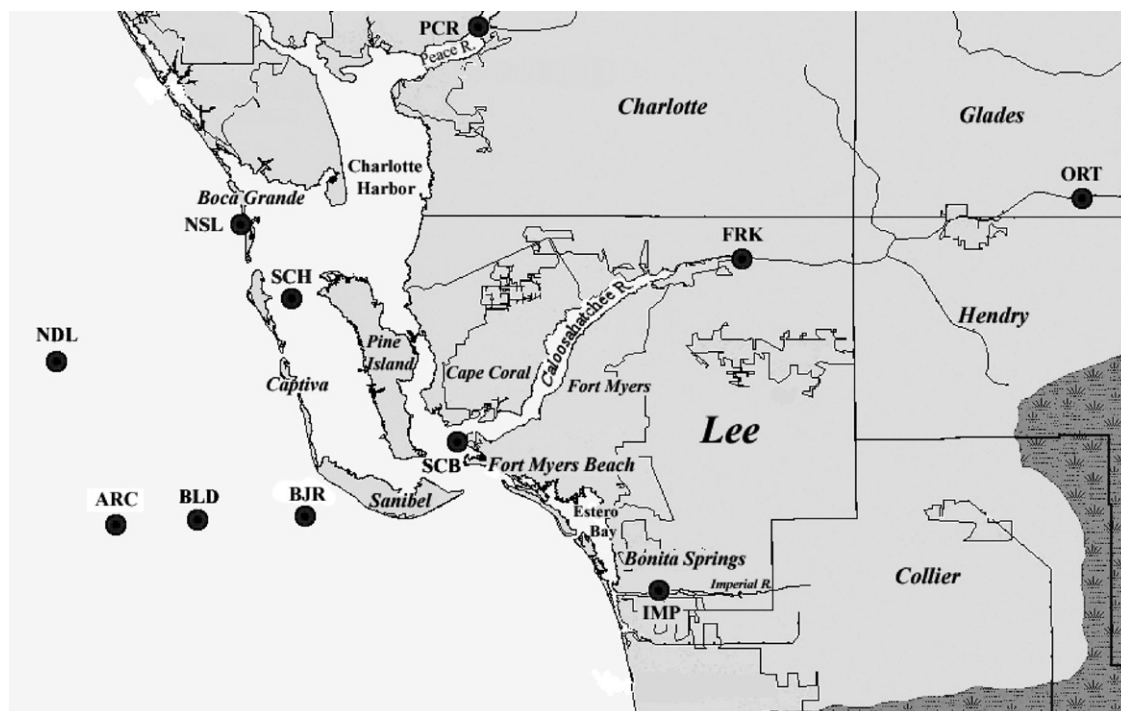 PCR
Peace R.
Charlotte
Glades
Charlotte
Harbor
ORT
Boca Grande
NSL
FRK
SCH
Caloosahatchee R.
Hendry
NDL
Pine
Island
Captiva
Cape Coral
Fort Myers
Lee
SCB
Fort Myers Beach
ARC
BLD
BJR
Sanibel
Estero
Bay
Bonita Springs
Imperial R.
Collier
IMP